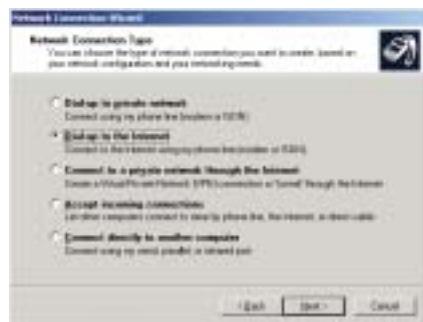 Network Connection Wizard
Network Connection Type
You can choose the type of network connection you want to create, based on
your network configuration and your networking needs.
Dial-up to private network
Connect using my phone line (modem or ISDN).
Dial-up to the Internet
Connect to the Internet using my phone line (modem or ISDN).
Connect to a private network through the Internet
Create a Virtual Private Network (VPN) connection or 'tunnel' through the Internet
Accept incoming connections
Let other computers connect to mine by phone line, the Internet, or direct cable
Connect directly to another computer
Connect using my serial, parallel, or infrared port.
< Back
Next >
Cancel